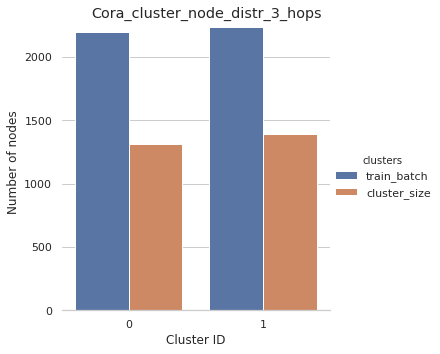 Cora_cluster_node_distr_3_hops
Number of nodes
2000
1500
1000
500
0
0
1
Cluster ID
clusters
train_batch
cluster_size